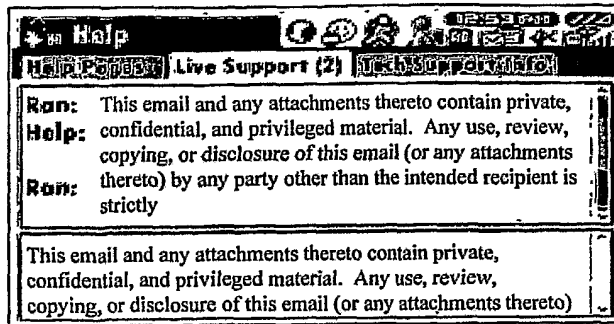 Help
Help Pages Live Support (2) Tech Support Info
Ran: This email and any attachments thereto contain private,
Help: confidential, and privileged material. Any use, review,
copying, or disclosure of this email (or any attachments
Ran: thereto) by any party other than the intended recipient is
strictly
This email and any attachments thereto contain private,
confidential, and privileged material. Any use, review,
copying, or disclosure of this email (or any attachments thereto)